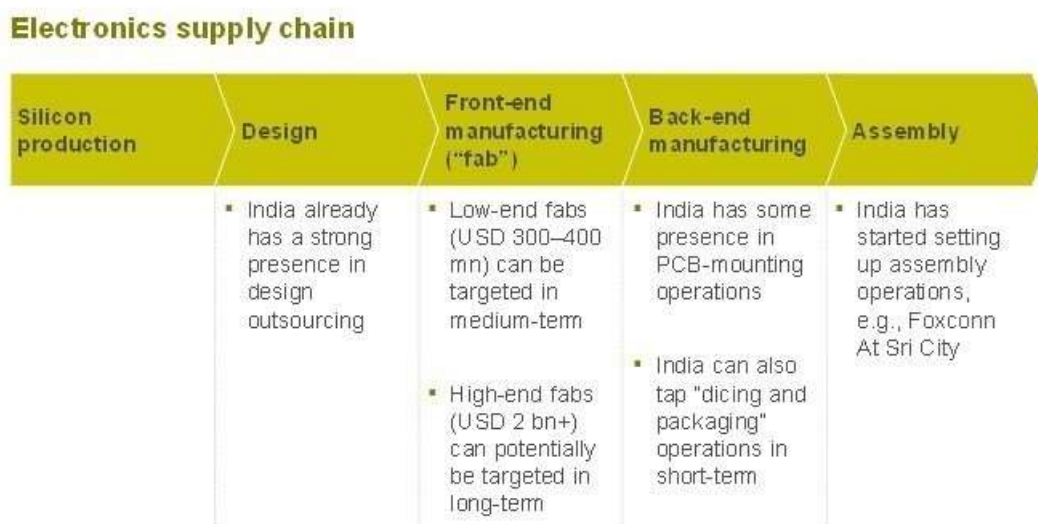 Electronics supply chain
Silicon
production
Design
Front-end
manufacturing
(“fab”)
Back-end
manufacturing
Assembly
▪ India already
has a strong
presence in
design
outsourcing
▪ Low-end fabs
(USD 300–400
mn) can be
targeted in
medium-term
▪ High-end fabs
(USD 2 bn+)
can potentially
be targeted in
long-term
▪ India has some
presence in
PCB-mounting
operations
▪ India can also
tap "dicing and
packaging"
operations in
short-term
▪ India has
started setting
up assembly
operations,
e.g., Foxconn
At Sri City